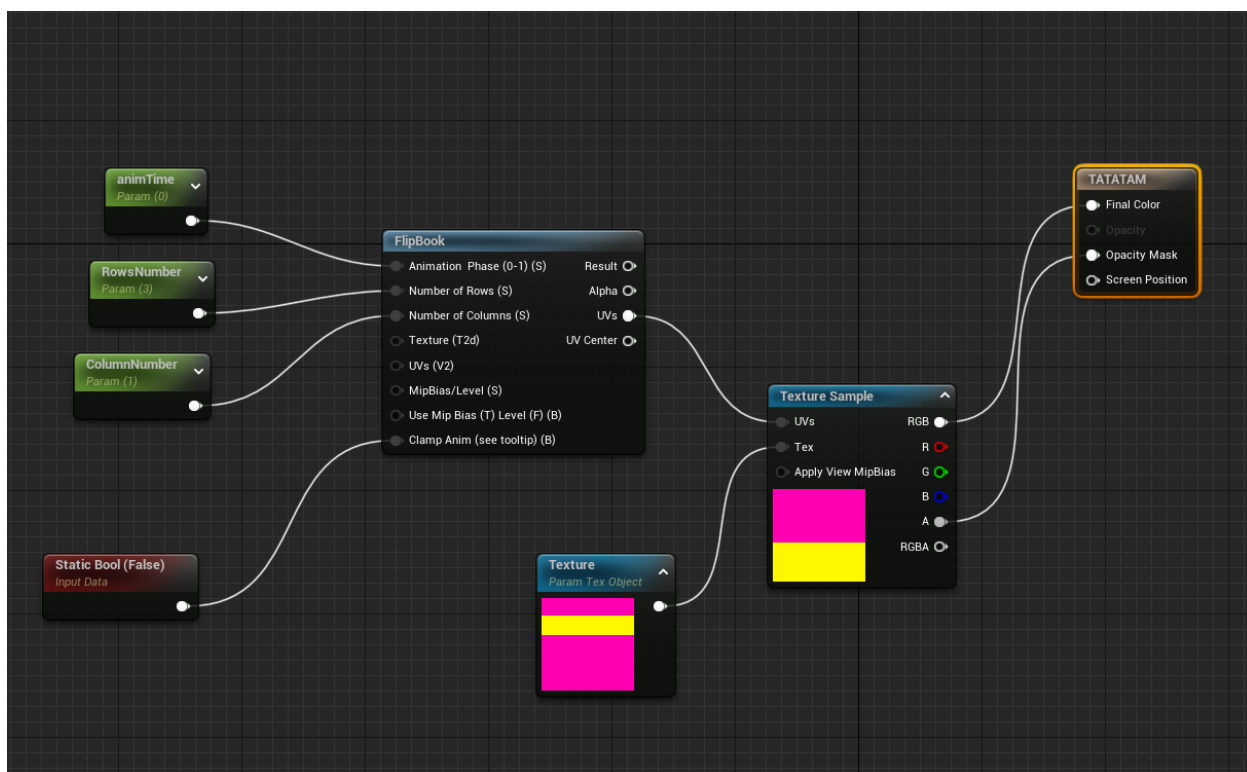 animTime
Param (0)
RowsNumber
Param (3)
ColumnNumber
Param (1)
Static Bool (False)
Input Data
FlipBook
Animation Phase (0-1) (S)
Result
Number of Rows (S)
Alpha
Number of Columns (S)
UVs
Texture (T2d)
UV Center
UVs (V2)
MipBias/Level (S)
Use Mip Bias (T) Level (F) (B)
Clamp Anim (see tooltip) (B)
Texture
Param Tex Object
Texture Sample
UVs
RGB
Tex
R
Apply View MipBias
G
B
A
RGBA
TATATAM
Final Color
Opacity
Opacity Mask
Screen Position